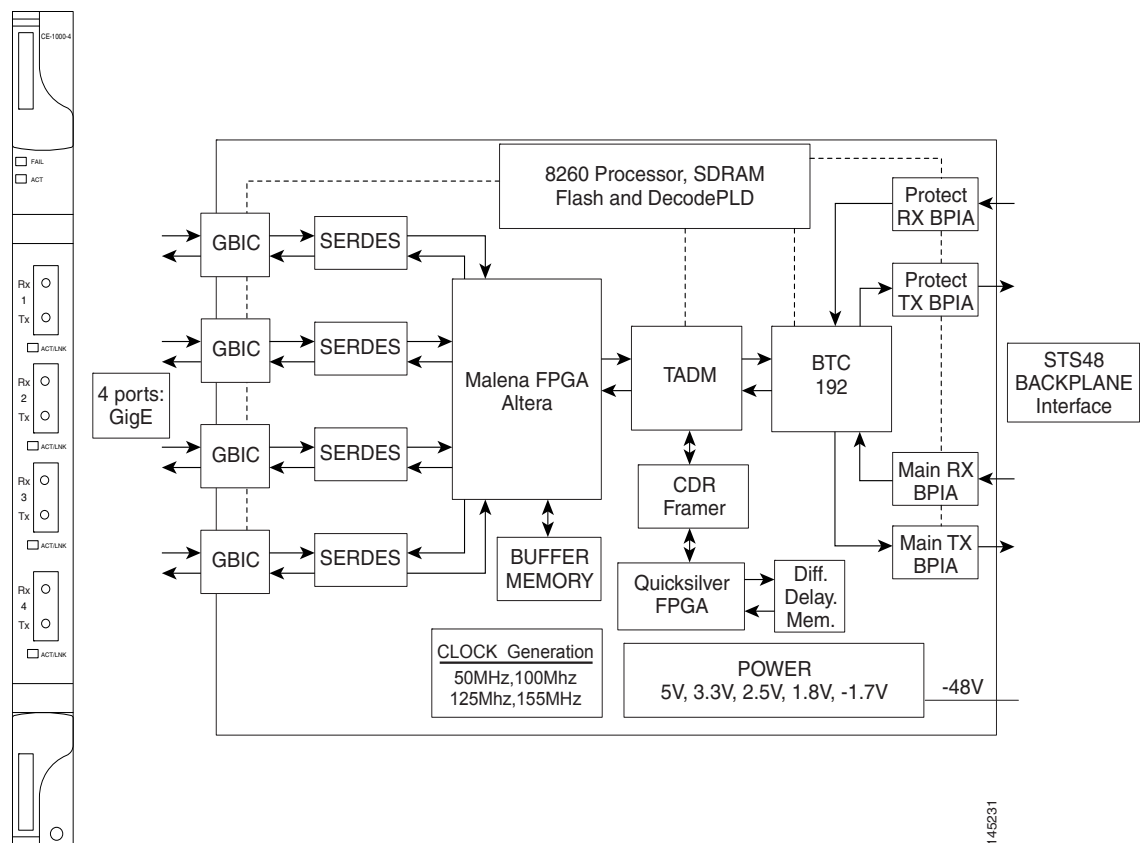 CE-1000-4
FAIL
ACT
Rx
1
Tx
ACT/LNK
Rx
2
Tx
ACT/LNK
Rx
3
Tx
ACT/LNK
Rx
4
Tx
ACT/LNK
4 ports:
GigE
8260 Processor, SDRAM
Flash and DecodePLD
GBIC
SERDES
GBIC
SERDES
GBIC
SERDES
GBIC
SERDES
Malena FPGA
Altera
BUFFER
MEMORY
TADM
CDR
Framer
Quicksilver
FPGA
Diff.
Delay.
Mem.
BTC
192
Protect
RX BPIA
Protect
TX BPIA
Main RX
BPIA
Main TX
BPIA
STS48
BACKPLANE
Interface
CLOCK Generation
50MHz,100Mhz
125Mhz,155MHz
POWER
5V, 3.3V, 2.5V, 1.8V, -1.7V
-48V
145231